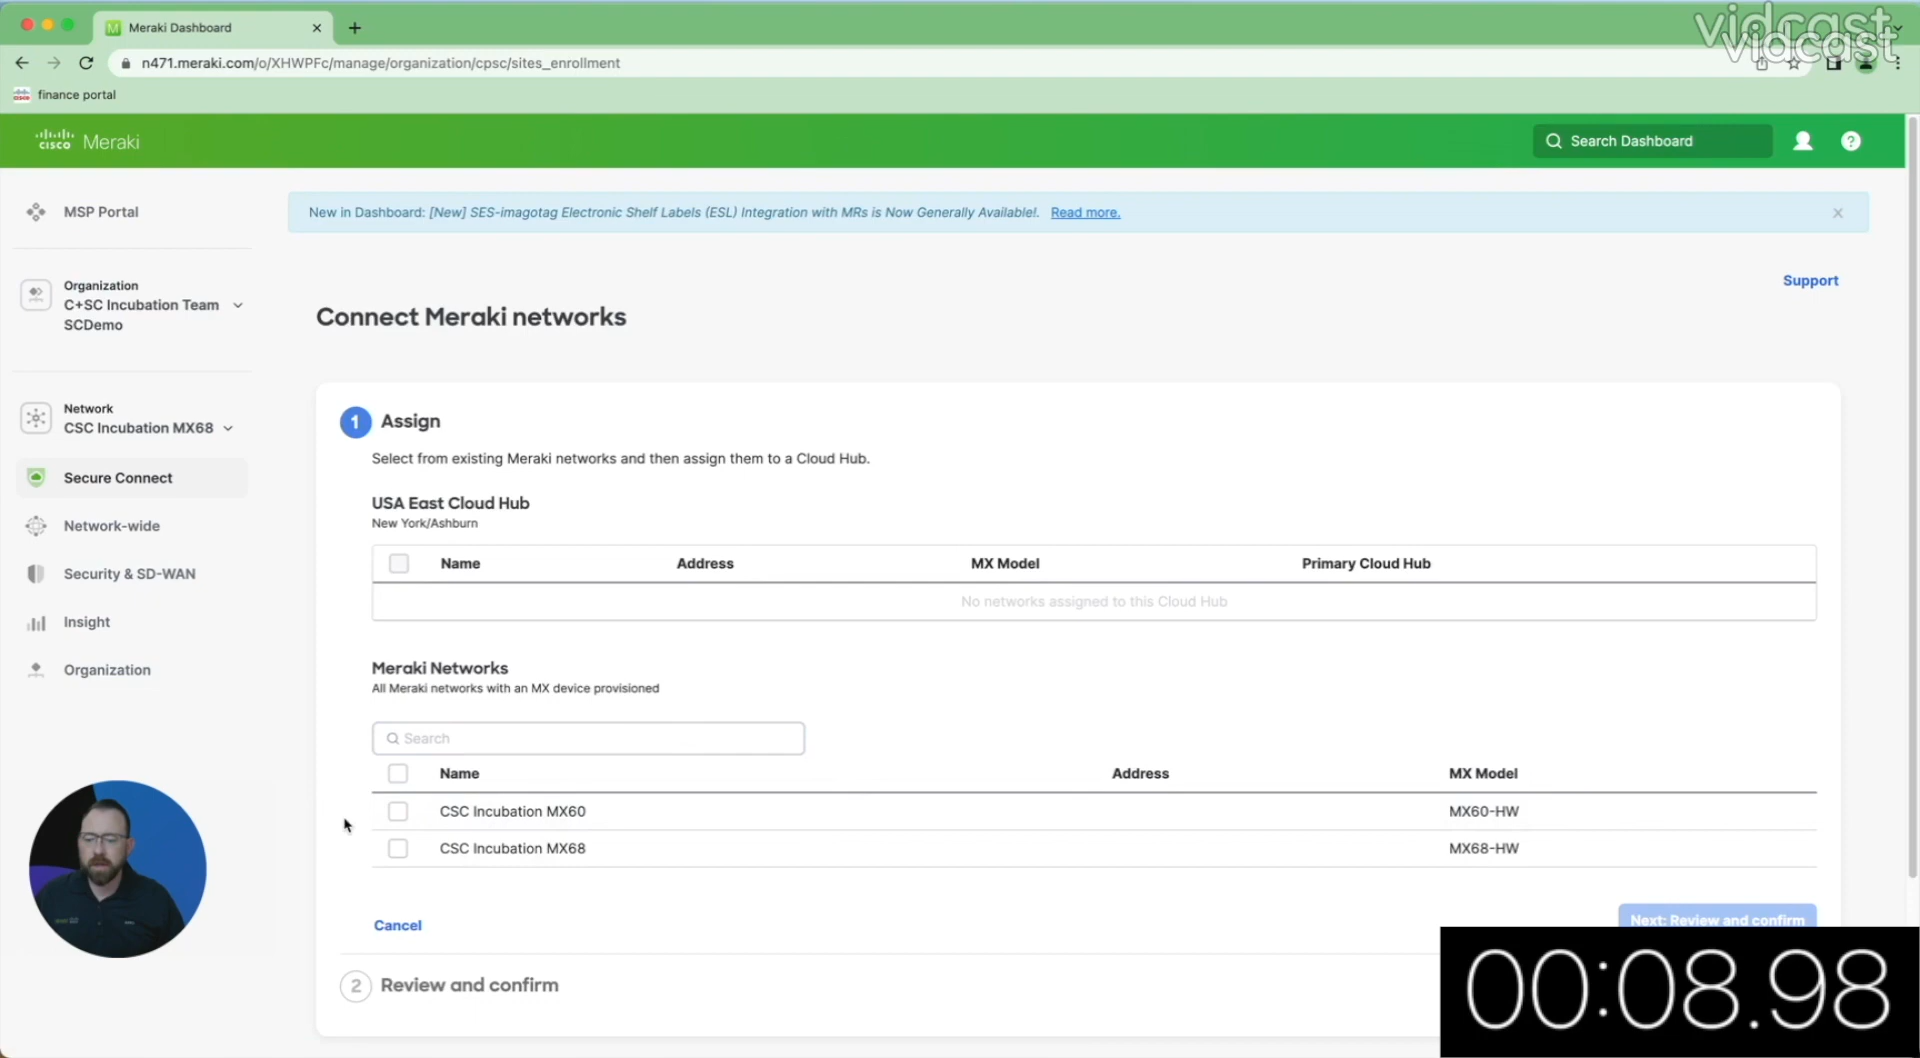 Meraki Dashboard
vidcast
vidcast
n471.meraki.com/o/XHWPFc/manage/organization/cpsc/sites_enrollment
cisco finance portal
cisco Meraki
Search Dashboard
MSP Portal
New in Dashboard: [New] SES-imagotag Electronic Shelf Labels (ESL) Integration with MRs is Now Generally Available!. Read more.
Organization
C+SC Incubation Team
SCDemo
Support
Connect Meraki networks
Network
CSC Incubation MX68
Secure Connect
Network-wide
Security & SD-WAN
Insight
Organization
1 Assign
Select from existing Meraki networks and then assign them to a Cloud Hub.
USA East Cloud Hub
New York/Ashburn
Name Address MX Model Primary Cloud Hub
No networks assigned to this Cloud Hub
Meraki Networks
All Meraki networks with an MX device provisioned
Search
Name Address MX Model
CSC Incubation MX60 MX60-HW
CSC Incubation MX68 MX68-HW
Cancel
Next: Review and confirm
2 Review and confirm
00:08.98